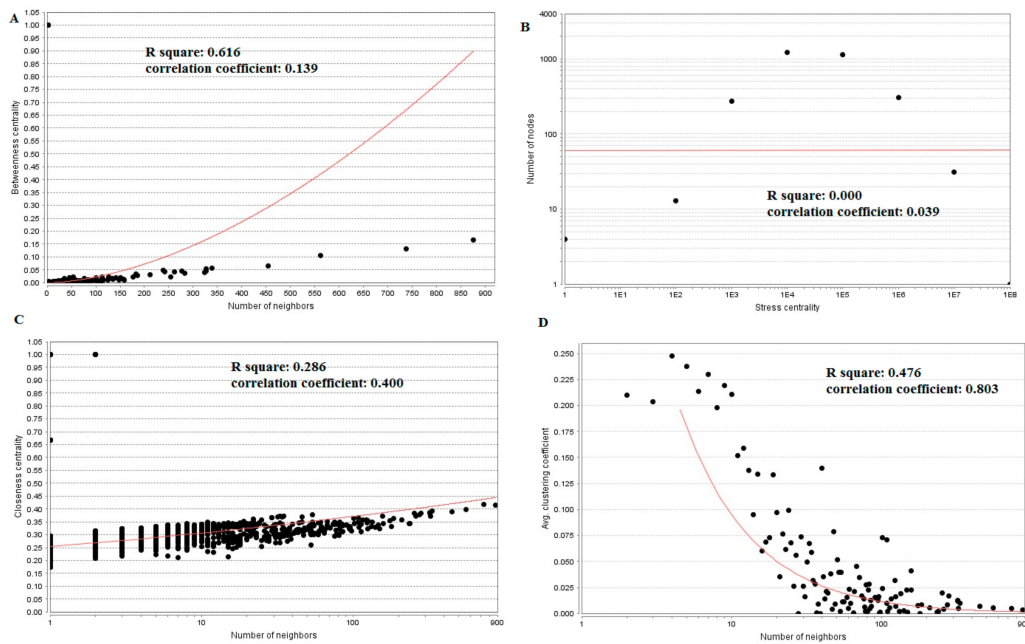 A
1.05
1.00
0.95
0.90
0.85
0.80
0.75
0.70
0.65
0.60
0.55
0.50
0.45
0.40
0.35
0.30
0.25
0.20
0.15
0.10
0.05
0.00
Betweenness centrality
R square: 0.616
correlation coefficient: 0.139
0 50 100 150 200 250 300 350 400 450 500 550 600 650 700 750 800 850 900
Number of neighbors
B
4000
1000
100
10
1
Number of nodes
R square: 0.000
correlation coefficient: 0.039
1 1E1 1E2 1E3 1E4 1E5 1E6 1E7 1E8
Stress centrality
C
1.05
1.00
0.95
0.90
0.85
0.80
0.75
0.70
0.65
0.60
0.55
0.50
0.45
0.40
0.35
0.30
0.25
0.20
0.15
0.10
0.05
0.00
Closeness centrality
R square: 0.286
correlation coefficient: 0.400
1 10 100 900
Number of neighbors
D
0.250
0.225
0.200
0.175
0.150
0.125
0.100
0.075
0.050
0.025
0.000
Avg. clustering coefficient
R square: 0.476
correlation coefficient: 0.803
1 10 100 900
Number of neighbors